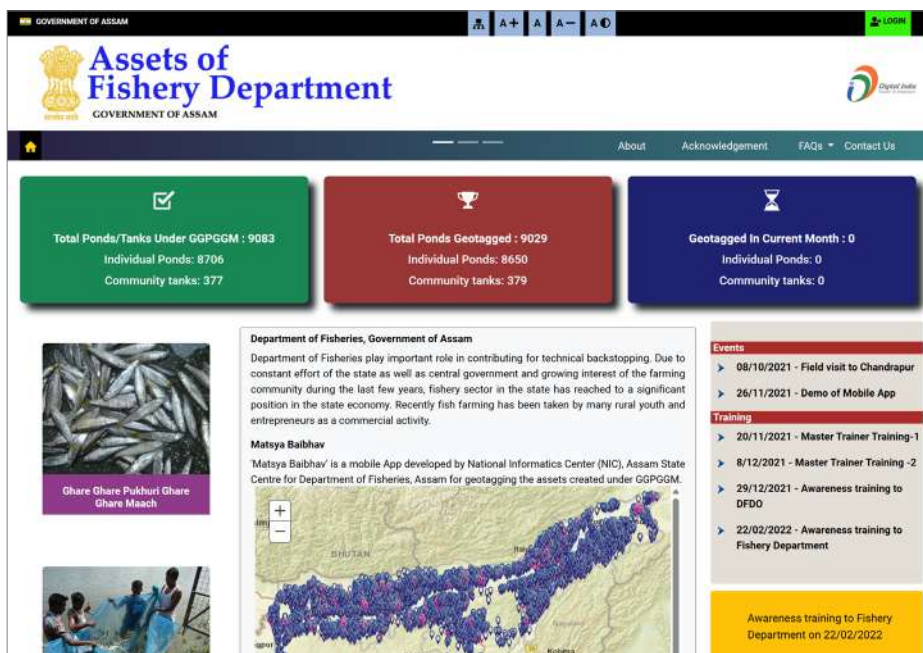 GOVERNMENT OF ASSAM
A+
A
A-
A
LOGIN
Assets of
Fishery Department
GOVERNMENT OF ASSAM
Digital India
About
Acknowledgement
FAQs
Contact Us
Total Ponds/Tanks Under GGPGGM : 9083
Individual Ponds: 8706
Community tanks: 377
Total Ponds Geotagged : 9029
Individual Ponds: 8650
Community tanks: 379
Geotagged In Current Month : 0
Individual Ponds: 0
Community tanks: 0
Ghare Ghare Pukhuri Ghare
Ghare Maach
Department of Fisheries, Government of Assam
Department of Fisheries play important role in contributing for technical backstopping. Due to
constant effort of the state as well as central government and growing interest of the farming
community during the last few years, fishery sector in the state has reached to a significant
position in the state economy. Recently fish farming has been taken by many rural youth and
entrepreneurs as a commercial activity.
Matsya Baibhav
'Matsya Baibhav' is a mobile App developed by National Informatics Center (NIC), Assam State
Centre for Department of Fisheries, Assam for geotagging the assets created under GGPGGM.
+
−
BHUTAN
Nagaland
Kohima
Events
08/10/2021 - Field visit to Chandrapur
26/11/2021 - Demo of Mobile App
Training
20/11/2021 - Master Trainer Training-1
8/12/2021 - Master Trainer Training -2
29/12/2021 - Awareness training to
DFDO
22/02/2022 - Awareness training to
Fishery Department
Awareness training to Fishery
Department on 22/02/2022